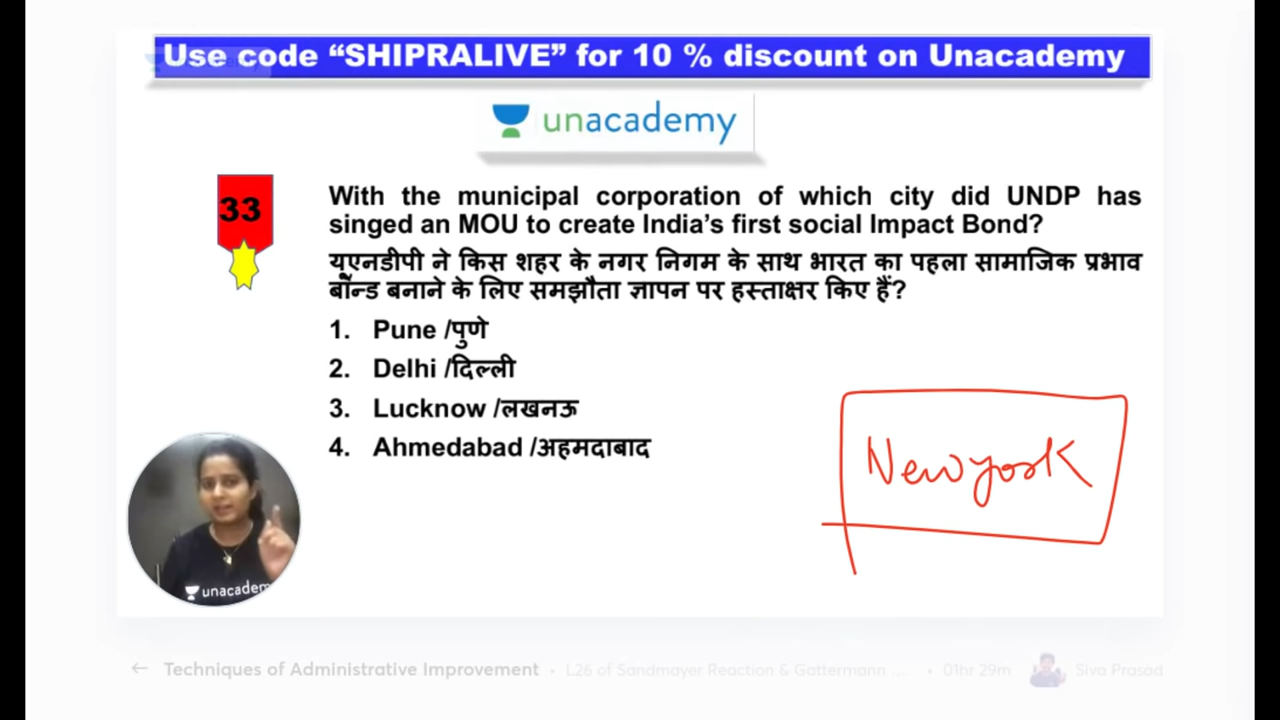 Use code “SHIPRALIVE” for 10 % discount on Unacademy
unacademy
33
With the municipal corporation of which city did UNDP has
singed an MOU to create India’s first social Impact Bond?
यूएनडीपी ने किस शहर के नगर निगम के साथ भारत का पहला सामाजिक प्रभाव
बॉन्ड बनाने के लिए समझौता ज्ञापन पर हस्ताक्षर किए हैं?
1. Pune /पुणे
2. Delhi /दिल्ली
3. Lucknow /लखनऊ
4. Ahmedabad /अहमदाबाद
Newyork
unacademy
← Techniques of Administrative Improvement • L26 of Sandmayer Reaction & Gattermann .... • 01hr 29m Siva Prasad